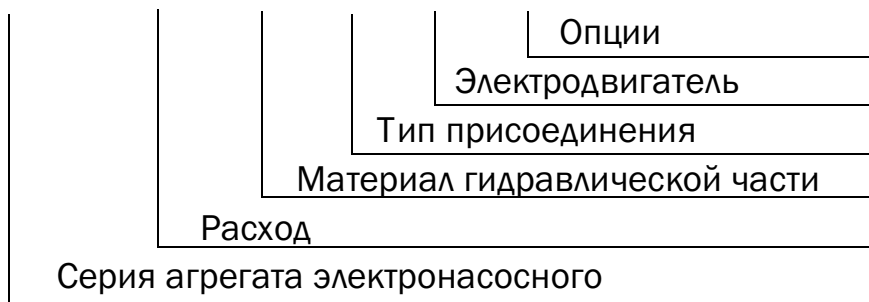 Опции
Электродвигатель
Тип присоединения
Материал гидравлической части
Расход
Серия агрегата электронасосного